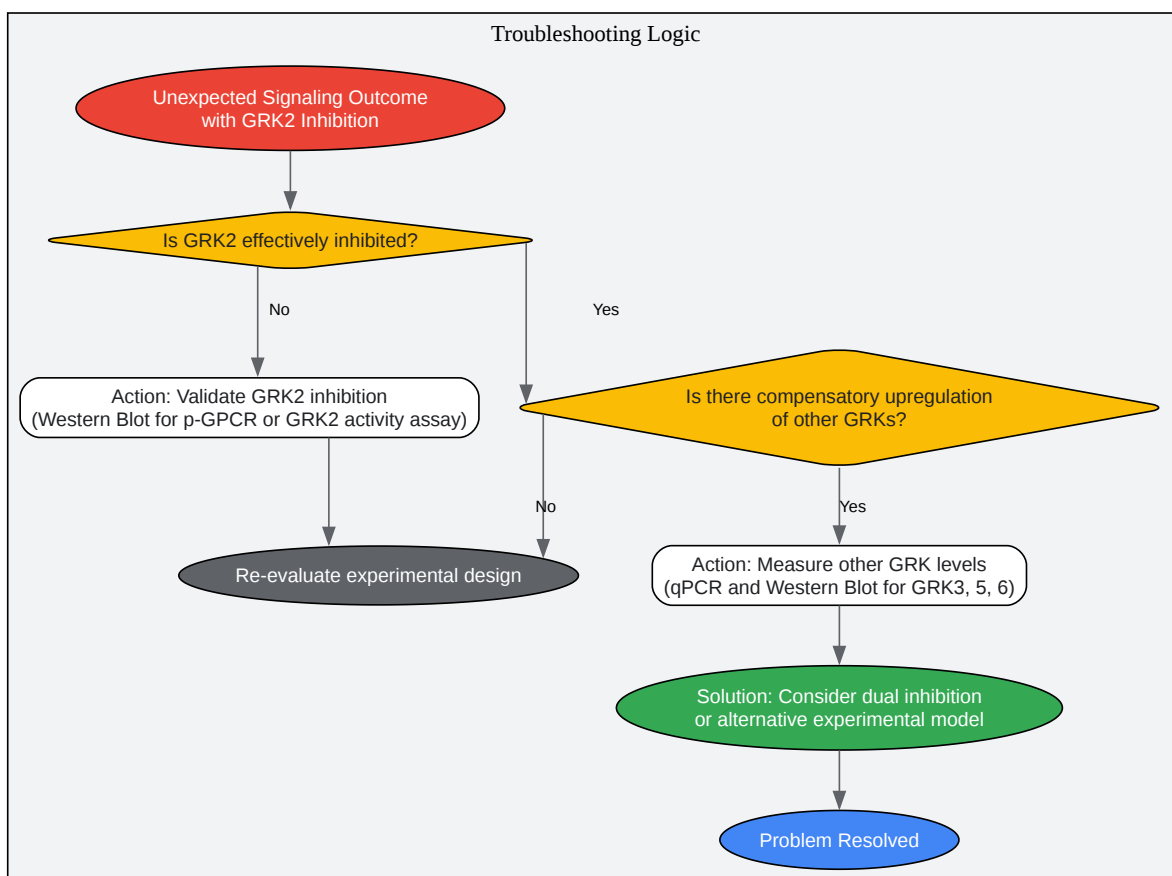 Troubleshooting Logic
Unexpected Signaling Outcome
with GRK2 Inhibition
Is GRK2 effectively inhibited?
No
Yes
Action: Validate GRK2 inhibition
(Western Blot for p-GPCR or GRK2 activity assay)
Is there compensatory upregulation
of other GRKs?
No
Yes
Re-evaluate experimental design
Action: Measure other GRK levels
(qPCR and Western Blot for GRK3, 5, 6)
Solution: Consider dual inhibition
or alternative experimental model
Problem Resolved